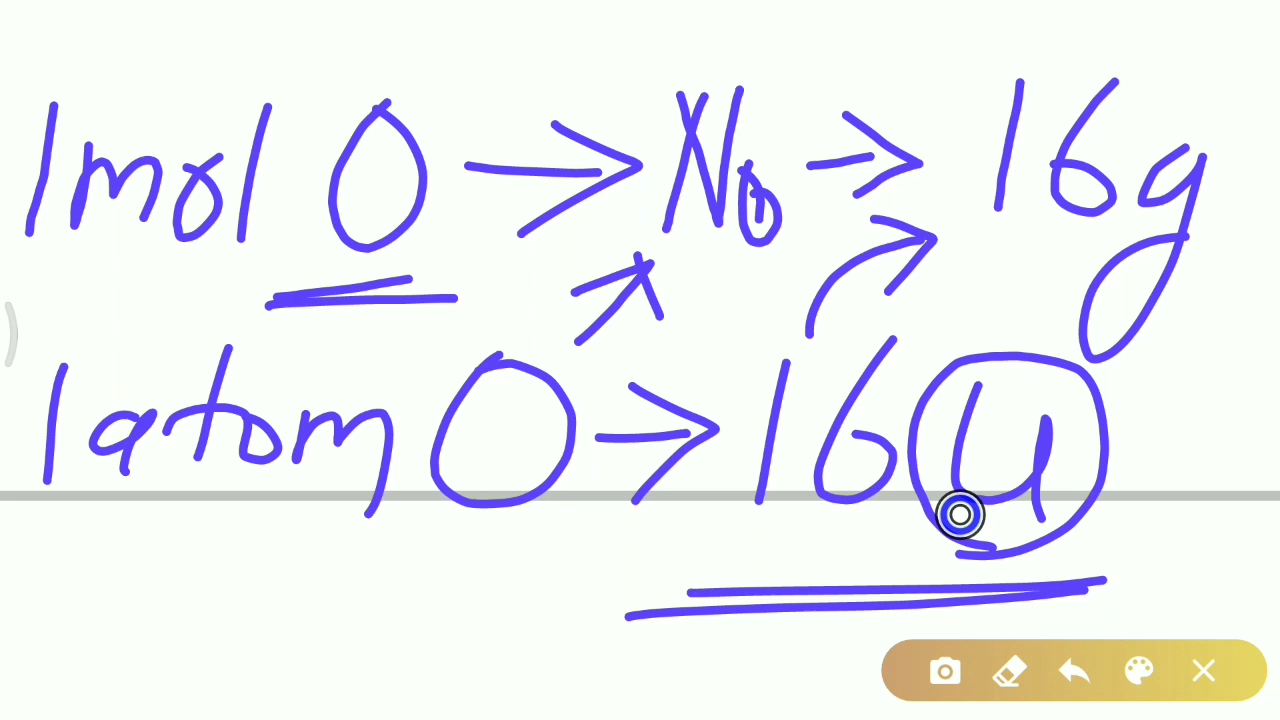 1mol O → N₀ → 16g
1atom O → 16u